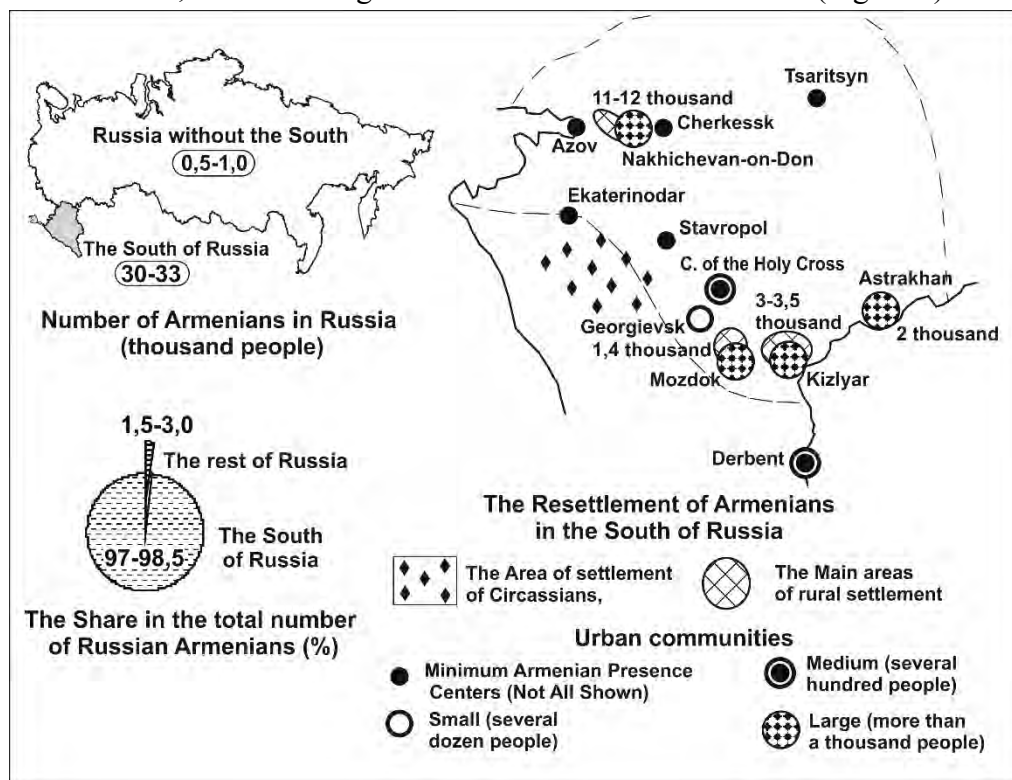 Russia without the South
0,5-1,0
The South of Russia
30-33
Number of Armenians in Russia
(thousand people)
1,5-3,0
The rest of Russia
The South
of Russia
97-98,5
The Share in the total number
of Russian Armenians (%)
Tsaritsyn
11-12 thousand
Azov
Cherkessk
Nakhichevan-on-Don
Ekaterinodar
Stavropol
C. of the Holy Cross
Astrakhan
3-3,5
thousand
Georgievsk
1,4 thousand
2 thousand
Mozdok
Kizlyar
Derbent
The Resettlement of Armenians
in the South of Russia
The Area of settlement
of Circassians,
The Main areas
of rural settlement
Urban communities
Minimum Armenian Presence
Centers (Not All Shown)
Medium (several
hundred people)
Small (several
dozen people)
Large (more than
a thousand people)